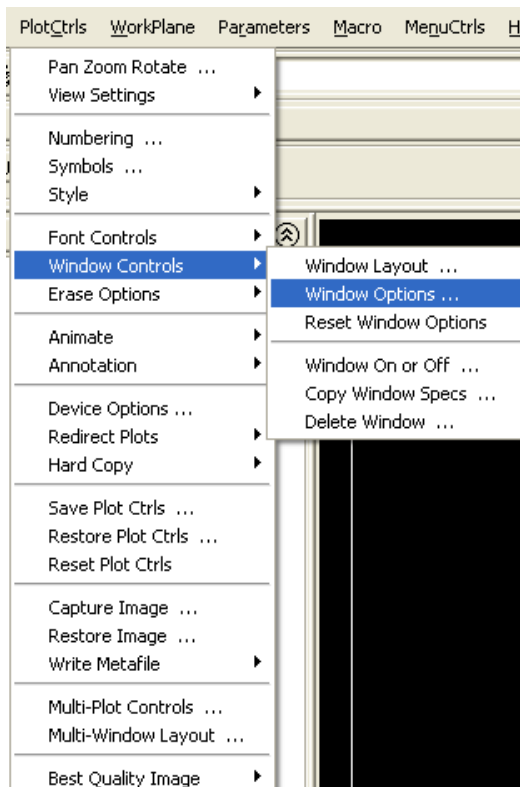 PlotCtrls WorkPlane Parameters Macro MenuCtrls H
Pan Zoom Rotate ...
View Settings
Numbering ...
Symbols ...
Style
Font Controls
Window Controls
Erase Options
Animate
Annotation
Device Options ...
Redirect Plots
Hard Copy
Save Plot Ctrls ...
Restore Plot Ctrls ...
Reset Plot Ctrls
Capture Image ...
Restore Image ...
Write Metafile
Multi-Plot Controls ...
Multi-Window Layout ...
Best Quality Image
Window Layout ...
Window Options ...
Reset Window Options
Window On or Off ...
Copy Window Specs ...
Delete Window ...